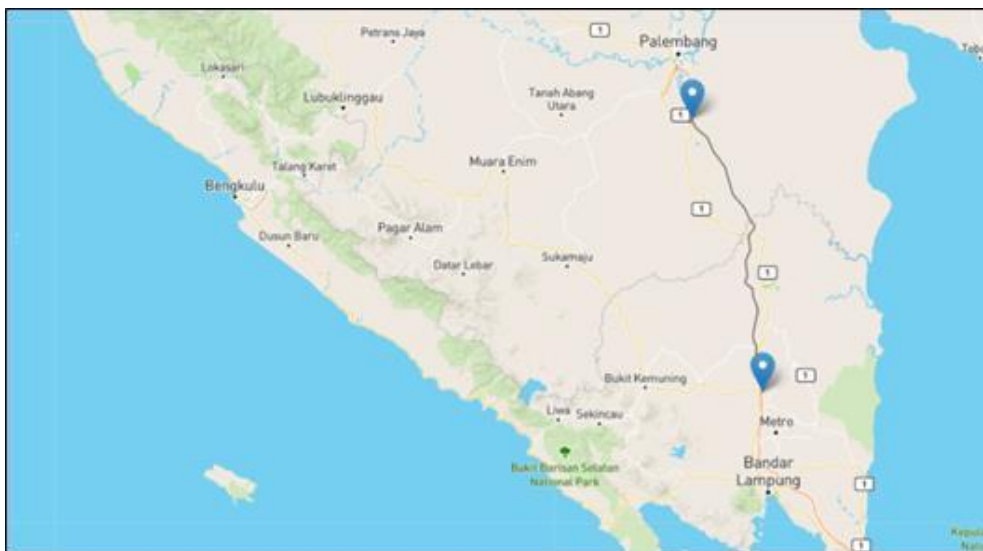 1
Petrans Jaya
Palembang
Lokasari
Lubuklinggau
Tanah Abang
Utara
1
Talang Karet
Muara Enim
Bengkulu
1
Dusun Baru
Pagar Alam
Datar Lebar
Sukamaju
1
Bukit Kemuning
1
Liwa
Sekincau
Metro
Bukit Barisan Selatan
National Park
Bandar
Lampung
1
1